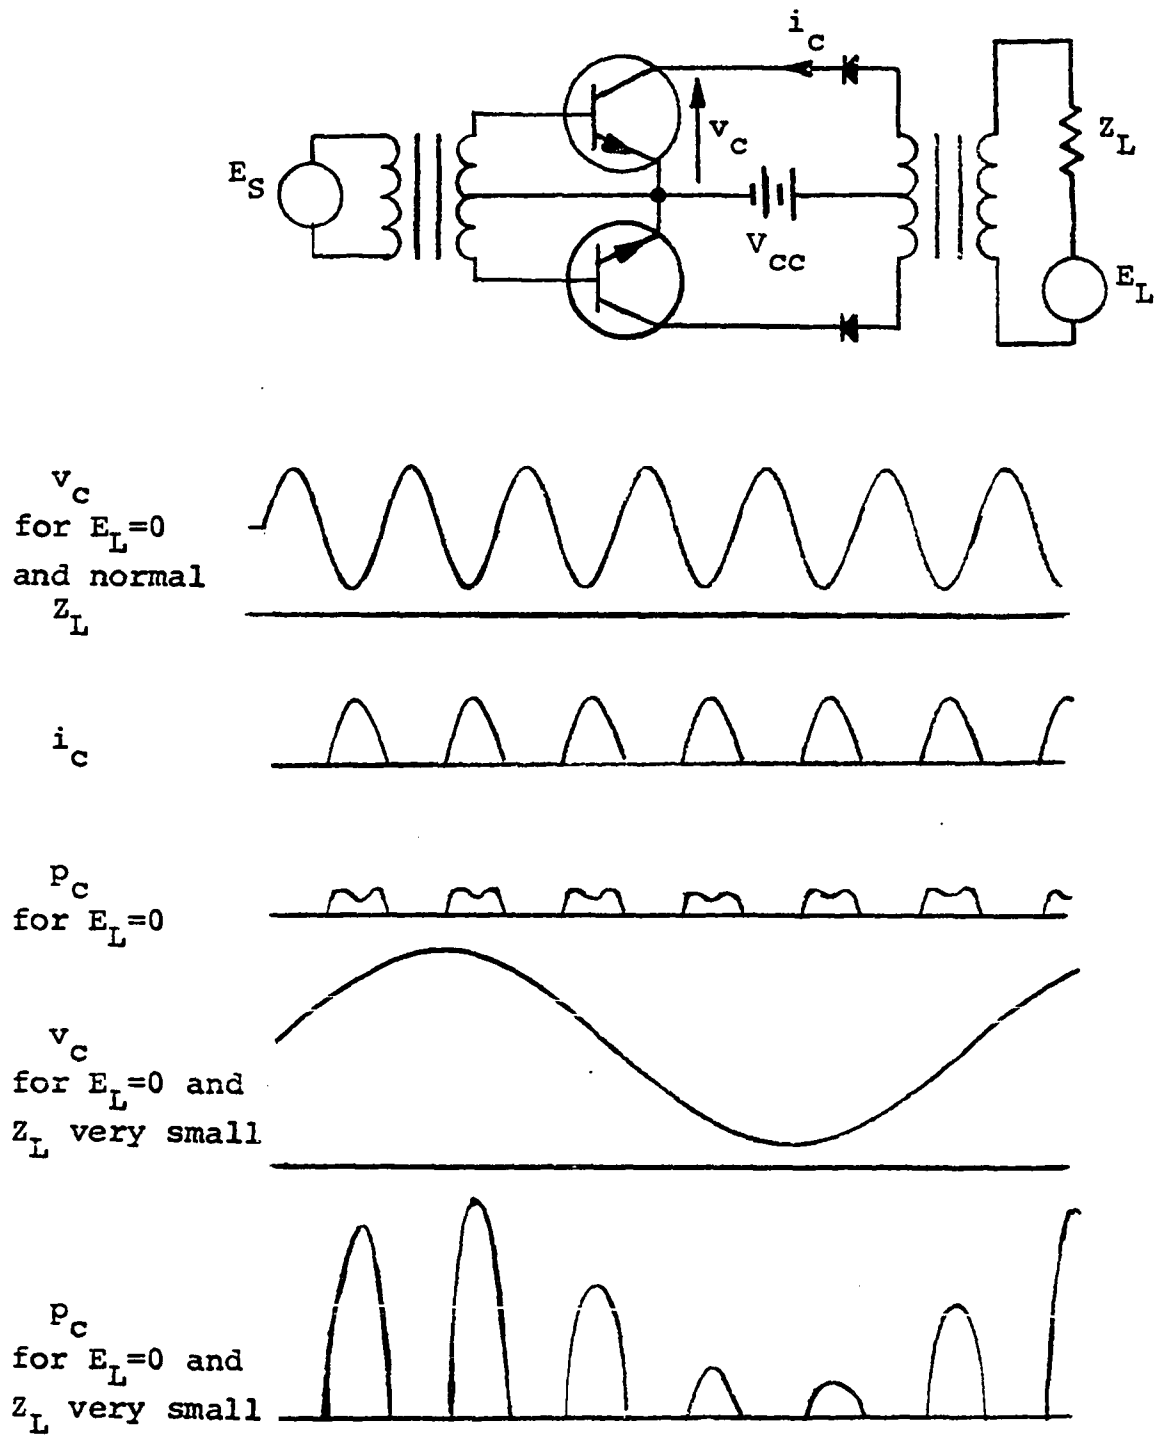 i_c
E_S
v_c
V_cc
Z_L
E_L
v_c
for E_L=0
and normal
Z_L
i_c
p_c
for E_L=0
v_c
for E_L=0 and
Z_L very small
p_c
for E_L=0 and
Z_L very small